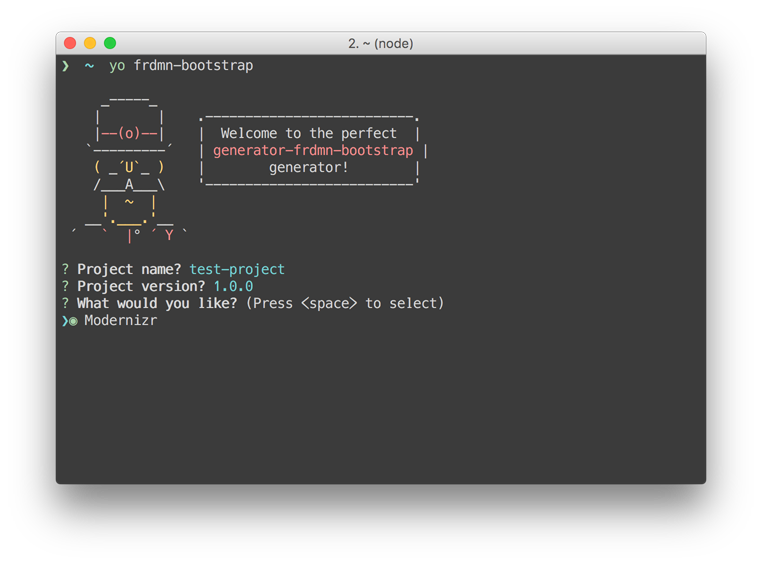 2. ~ (node)
❯ ~ yo frdmn-bootstrap
Welcome to the perfect
generator-frdmn-bootstrap
generator!
? Project name? test-project
? Project version? 1.0.0
? What would you like? (Press <space> to select)
❯◉ Modernizr